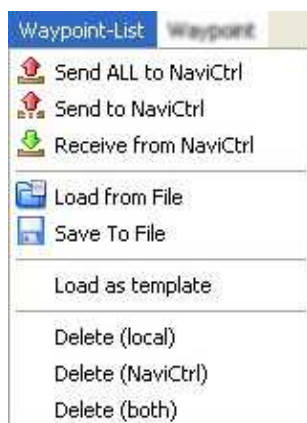 Waypoint-List Waypoint
Send ALL to NaviCtrl
Send to NaviCtrl
Receive from NaviCtrl
Load from File
Save To File
Load as template
Delete (local)
Delete (NaviCtrl)
Delete (both)